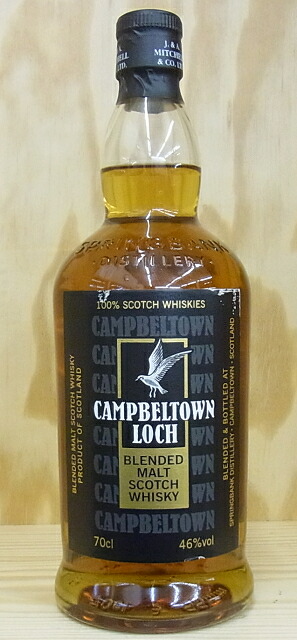 J. & A.
MITCHELL
& CO. LTD.
SPRINGBANK
DISTILLERY
100% SCOTCH WHISKIES
CAMPBELTOWN
CAMPBELTOWN
LOCH
BLENDED
MALT
SCOTCH
WHISKY
CAMPBELTOWN
70cl 46%vol
BLENDED MALT SCOTCH WHISKY
PRODUCT OF SCOTLAND
BLENDED & BOTTLED AT
SPRINGBANK DISTILLERY · CAMPBELTOWN · SCOTLAND